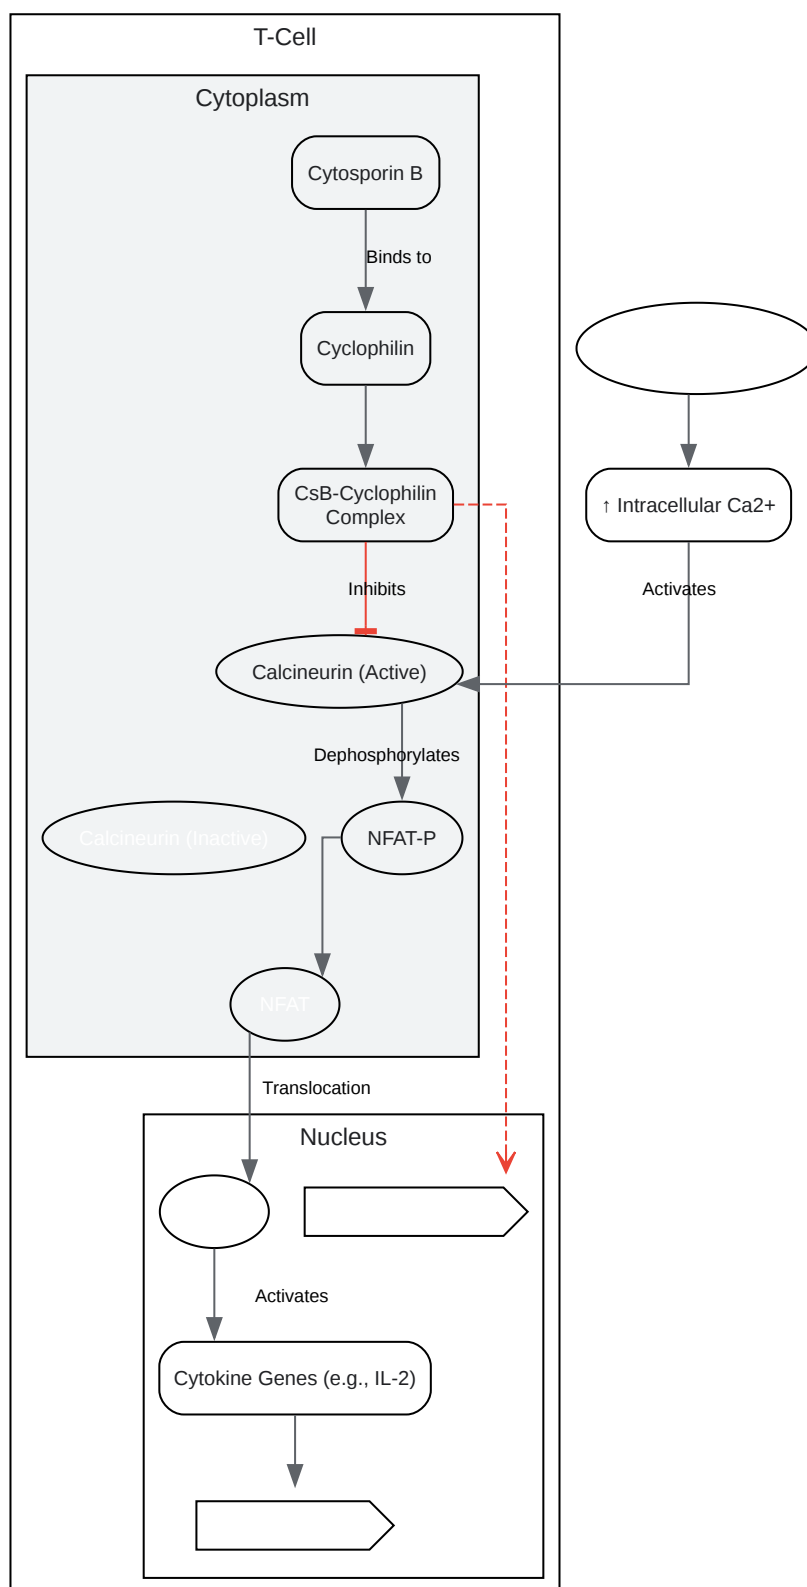 T-Cell
Cytoplasm
Cytosporin B
Binds to
Cyclophilin
CsB-Cyclophilin
Complex
↑ Intracellular Ca2+
Inhibits
Activates
Calcineurin (Active)
Dephosphorylates
Calcineurin (Inactive)
NFAT-P
NFAT
Translocation
Nucleus
Activates
Cytokine Genes (e.g., IL-2)